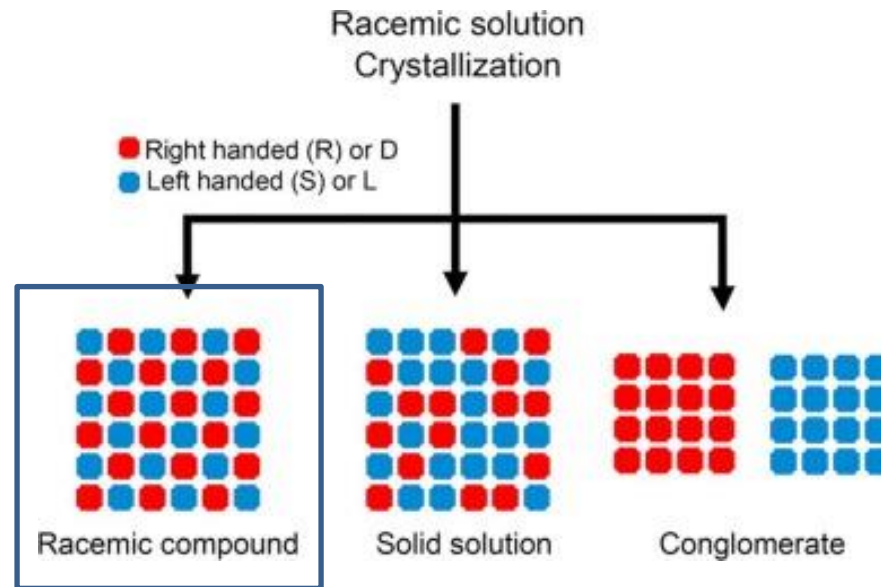 Racemic solution
Crystallization
Right handed (R) or D
Left handed (S) or L
Racemic compound
Solid solution
Conglomerate